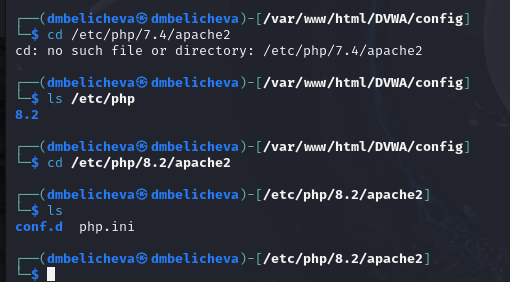 ┌──(dmbelicheva㉿dmbelicheva)-[/var/www/html/DVWA/config]
└─$ cd /etc/php/7.4/apache2
cd: no such file or directory: /etc/php/7.4/apache2
┌──(dmbelicheva㉿dmbelicheva)-[/var/www/html/DVWA/config]
└─$ ls /etc/php
8.2
┌──(dmbelicheva㉿dmbelicheva)-[/var/www/html/DVWA/config]
└─$ cd /etc/php/8.2/apache2
┌──(dmbelicheva㉿dmbelicheva)-[/etc/php/8.2/apache2]
└─$ ls
conf.d  php.ini
┌──(dmbelicheva㉿dmbelicheva)-[/etc/php/8.2/apache2]
└─$